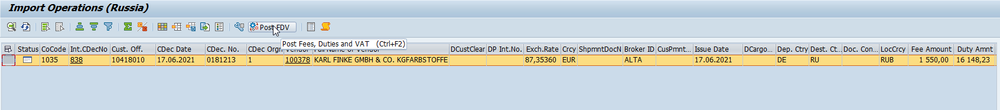 Import Operations (Russia)
Post FDV
Post Fees, Duties and VAT (Ctrl+F2)
Status CoCode Int.CDecNo Cust. Off. CDec Date CDec. No. CDec Orgn DCustClear DP Int.No. Exch.Rate Crcy ShpmntDocN Broker ID CusPmnt... Issue Date DCargo... Dep. Ctry Dest. Ct... Doc. Con... LocCrcy Fee Amount Duty Amnt
1035 838 10418010 17.06.2021 0181213 1 100378 KARL FINKE GMBH & CO. KGFARBSTOFFE 87,35360 EUR ALTA 17.06.2021 DE RU RUB 1 550,00 16 148,23